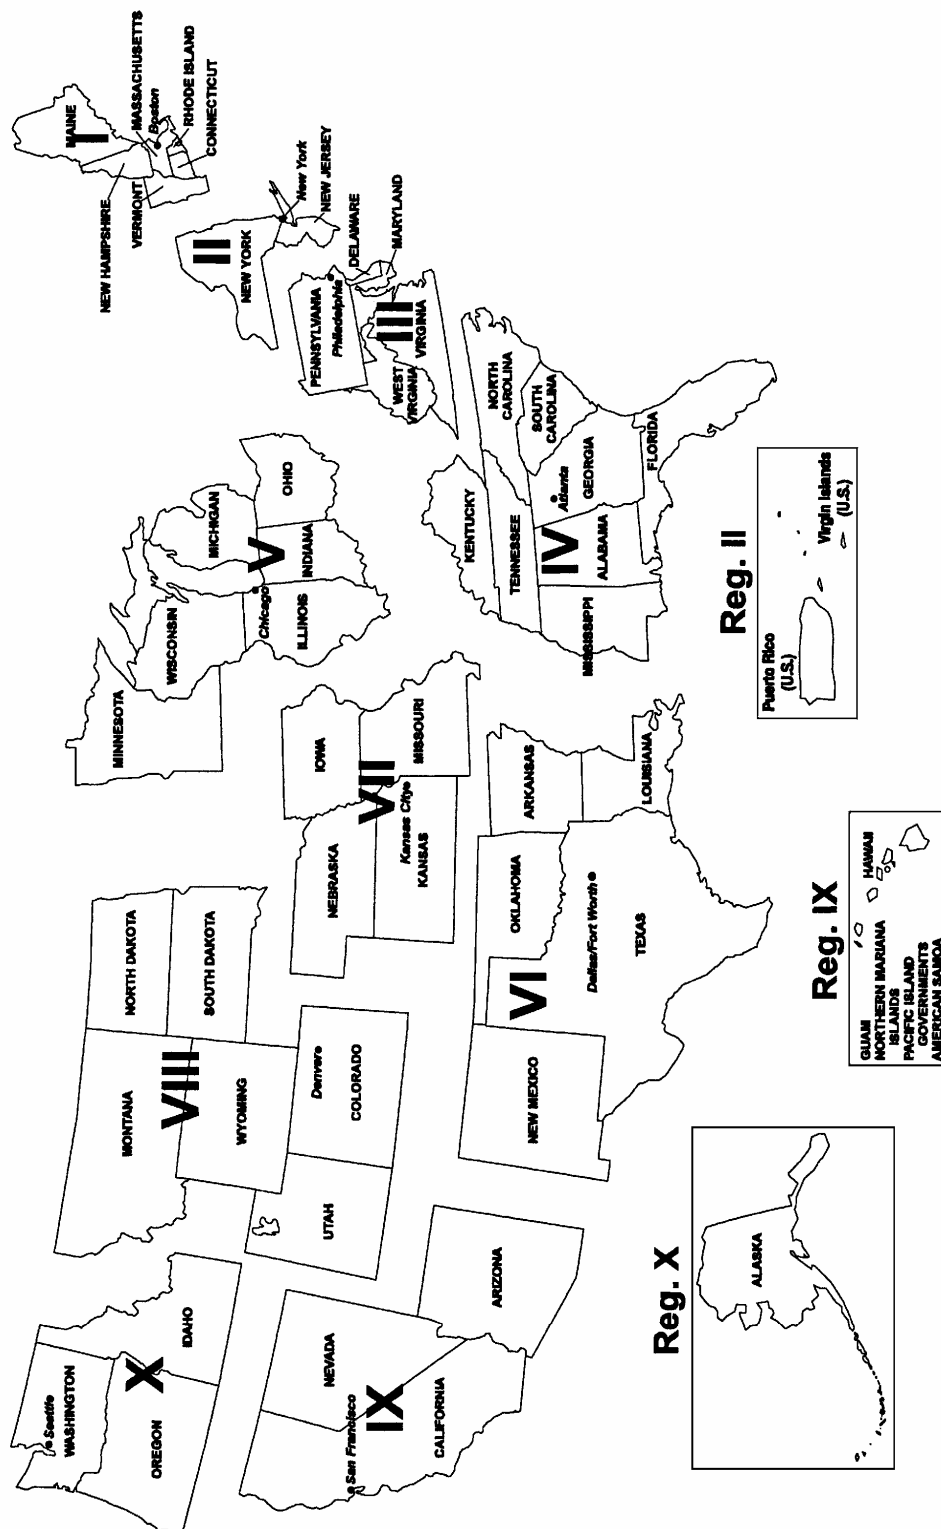 Seattle
WASHINGTON
OREGON
X
IDAHO
MONTANA
VIII
NORTH DAKOTA
SOUTH DAKOTA
WYOMING
UTAH
Denver
COLORADO
NEVADA
San Francisco
IX
CALIFORNIA
ARIZONA
NEW MEXICO
VI
OKLAHOMA
Dallas/Fort Worth
TEXAS
ARKANSAS
LOUISIANA
NEBRASKA
IOWA
VII
Kansas City
KANSAS
MISSOURI
MINNESOTA
WISCONSIN
MICHIGAN
V
Chicago
ILLINOIS
INDIANA
OHIO
KENTUCKY
TENNESSEE
NORTH
CAROLINA
SOUTH
CAROLINA
IV
Atlanta
MISSISSIPPI
ALABAMA
GEORGIA
FLORIDA
PENNSYLVANIA
Philadelphia
III
WEST
VIRGINIA
VIRGINIA
DELAWARE
MARYLAND
II
NEW YORK
New York
NEW JERSEY
MAINE
I
NEW HAMPSHIRE
VERMONT
MASSACHUSETTS
Boston
RHODE ISLAND
CONNECTICUT
Reg. X
ALASKA
Reg. IX
GUAM
NORTHERN MARIANA
ISLANDS
PACIFIC ISLAND
GOVERNMENTS
AMERICAN SAMOA
HAWAII
Reg. II
Puerto Rico
(U.S.)
Virgin Islands
(U.S.)